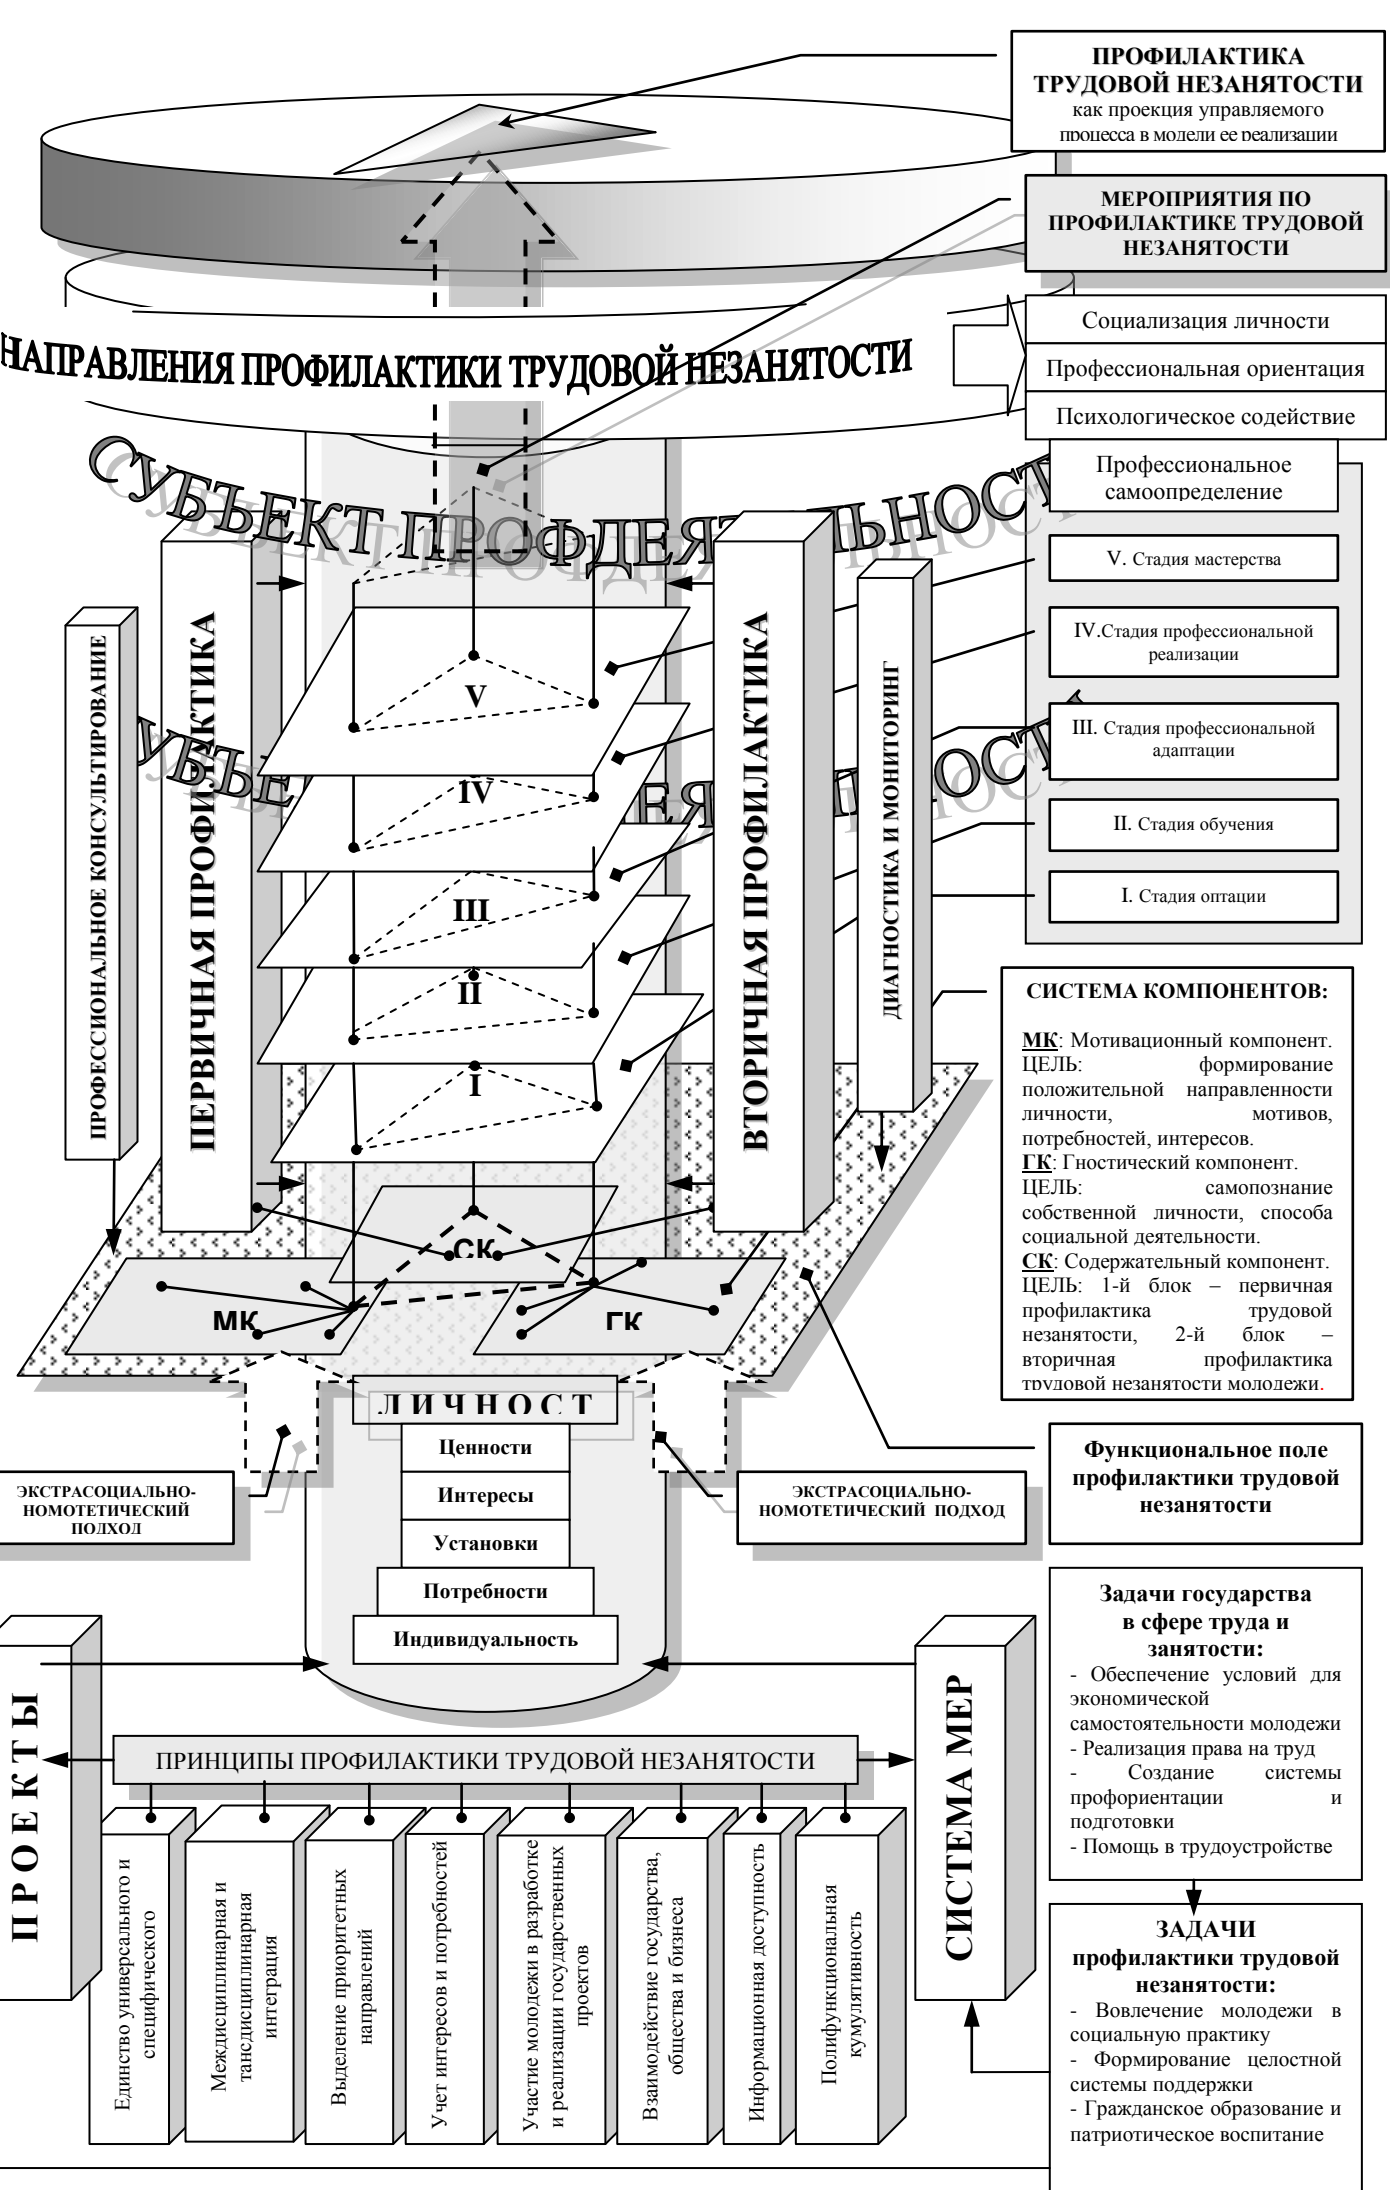 ПРОФИЛАКТИКА
ТРУДОВОЙ НЕЗАНЯТОСТИ
как проекция управляемого
процесса в модели ее реализации
МЕРОПРИЯТИЯ ПО
ПРОФИЛАКТИКЕ ТРУДОВОЙ
НЕЗАНЯТОСТИ
НАПРАВЛЕНИЯ ПРОФИЛАКТИКИ ТРУДОВОЙ НЕЗАНЯТОСТИ
Социализация личности
Профессиональная ориентация
Психологическое содействие
Профессиональное
самоопределение
СУБЪЕКТ ПРОФДЕЯТЕЛЬНОСТИ
V. Стадия мастерства
IV.Стадия профессиональной
реализации
III. Стадия профессиональной
адаптации
II. Стадия обучения
I. Стадия оптации
ПРОФЕССИОНАЛЬНОЕ КОНСУЛЬТИРОВАНИЕ
ПЕРВИЧНАЯ ПРОФИЛАКТИКА
V
IV
III
II
I
ВТОРИЧНАЯ ПРОФИЛАКТИКА
ДИАГНОСТИКА И МОНИТОРИНГ
СК
МК
ГК
СИСТЕМА КОМПОНЕНТОВ:
МК: Мотивационный компонент.
ЦЕЛЬ: формирование
положительной направленности
личности, мотивов,
потребностей, интересов.
ГК: Гностический компонент.
ЦЕЛЬ: самопознание
собственной личности, способа
социальной деятельности.
СК: Содержательный компонент.
ЦЕЛЬ: 1-й блок – первичная
профилактика трудовой
незанятости, 2-й блок –
вторичная профилактика
трудовой незанятости молодежи.
ЛИЧНОСТ
Ценности
Интересы
Установки
Потребности
Индивидуальность
ЭКСТРАСОЦИАЛЬНО-
НОМОТЕТИЧЕСКИЙ
ПОДХОД
ЭКСТРАСОЦИАЛЬНО-
НОМОТЕТИЧЕСКИЙ ПОДХОД
Функциональное поле
профилактики трудовой
незанятости
Задачи государства
в сфере труда и
занятости:
- Обеспечение условий для
экономической
самостоятельности молодежи
- Реализация права на труд
- Создание системы
профориентации и
подготовки
- Помощь в трудоустройстве
ПРОЕКТЫ
СИСТЕМА МЕР
ПРИНЦИПЫ ПРОФИЛАКТИКИ ТРУДОВОЙ НЕЗАНЯТОСТИ
Единство универсального и
специфического
Междисциплинарная и
тансдисциплинарная
интеграция
Выделение приоритетных
направлений
Учет интересов и потребностей
Участие молодежи в разработке
и реализации государственных
проектов
Взаимодействие государства,
общества и бизнеса
Информационная доступность
Полифункциональная
кумулятивность
ЗАДАЧИ
профилактики трудовой
незанятости:
- Вовлечение молодежи в
социальную практику
- Формирование целостной
системы поддержки
- Гражданское образование и
патриотическое воспитание